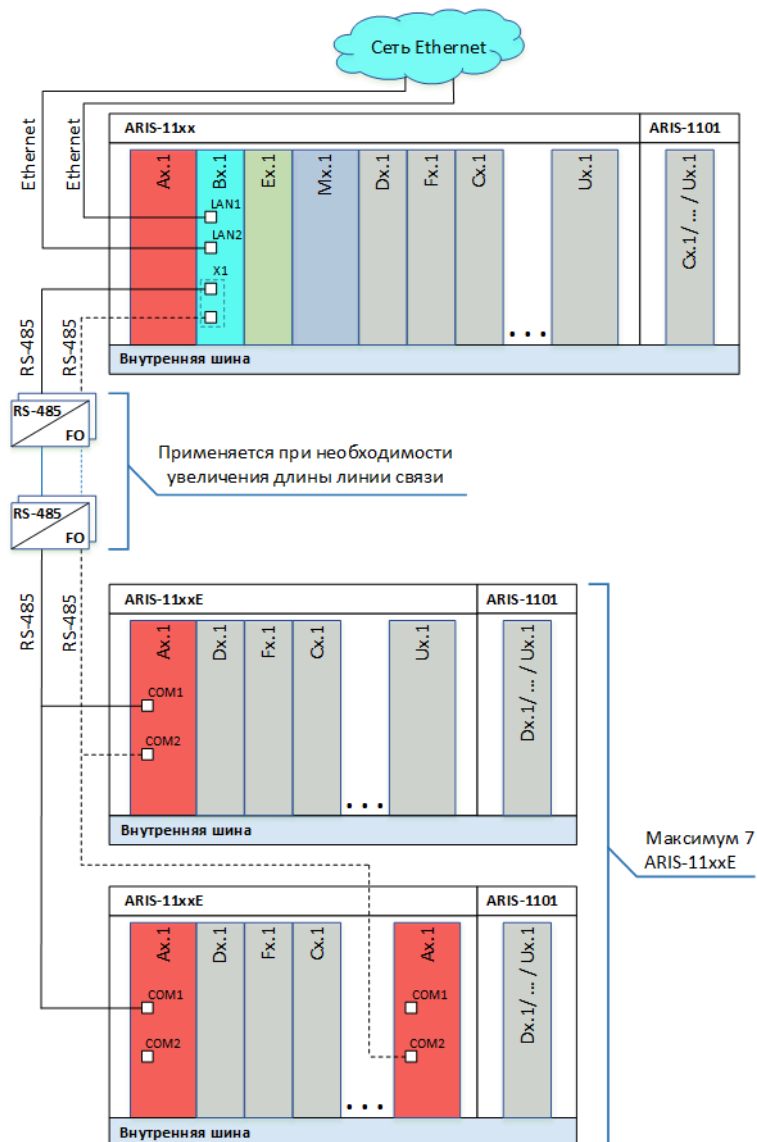 Сеть Ethernet
Ethernet
Ethernet
ARIS-11xx
ARIS-1101
Ax.1
Bx.1
Ex.1
Mx.1
Dx.1
Fx.1
Cx.1
Ux.1
Cx.1/ ... / Ux.1
LAN1
LAN2
X1
...
Внутренняя шина
RS-485
RS-485
RS-485
FO
Применяется при необходимости
увеличения длины линии связи
RS-485
FO
RS-485
RS-485
ARIS-11xxE
ARIS-1101
Ax.1
Dx.1
Fx.1
Cx.1
Ux.1
Dx.1/ ... / Ux.1
COM1
COM2
...
Внутренняя шина
Максимум 7
ARIS-11xxE
ARIS-11xxE
ARIS-1101
Ax.1
Dx.1
Fx.1
Cx.1
Ax.1
Dx.1/ ... / Ux.1
COM1
COM1
COM2
COM2
...
Внутренняя шина